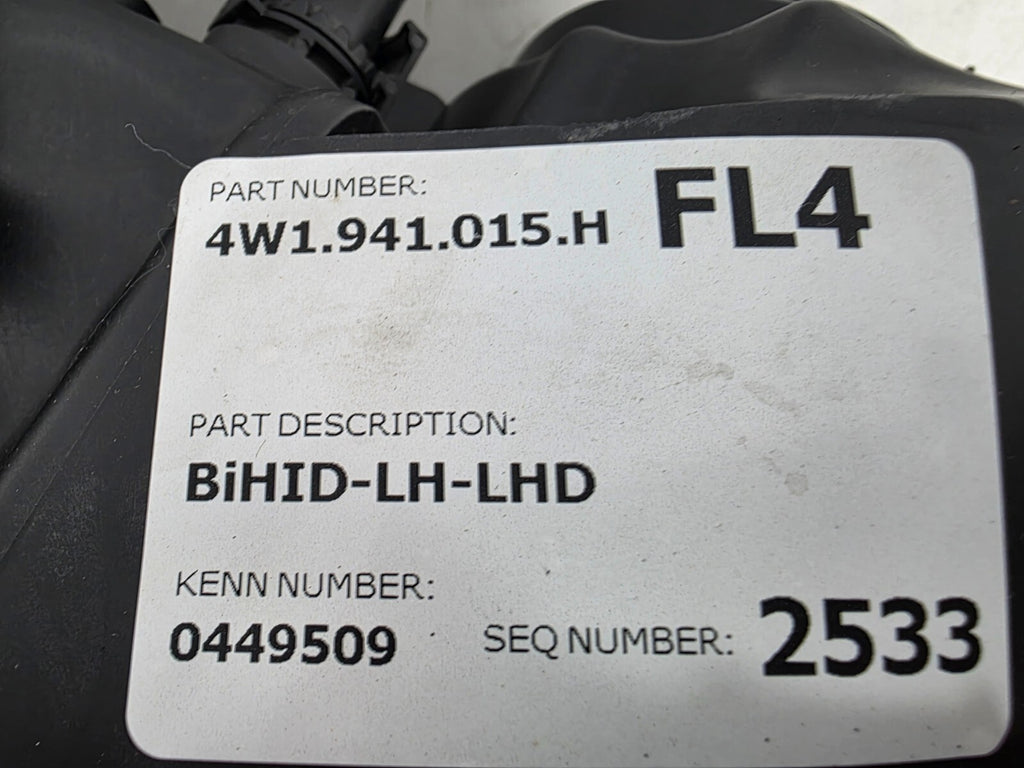 PART NUMBER:
4W1.941.015.H FL4
PART DESCRIPTION:
BiHID-LH-LHD
KENN NUMBER:
0449509 SEQ NUMBER: 2533